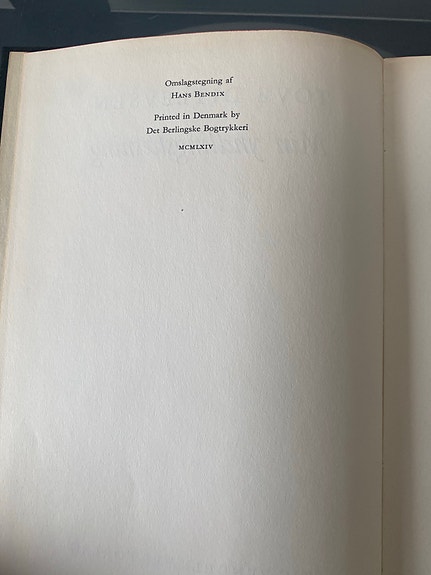 Omslagstegning af
HANS BENDIX
Printed in Denmark by
Det Berlingske Bogtrykkeri
MCMLXIV